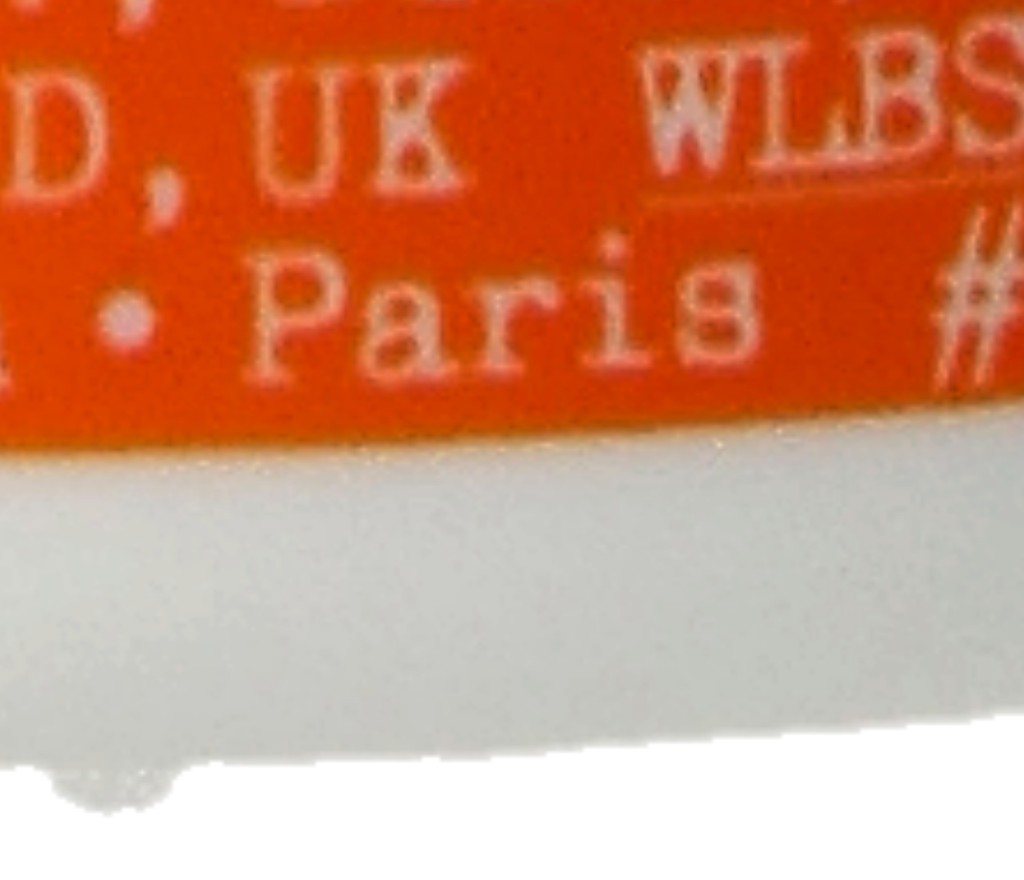 D, UK WLBS
• Paris #